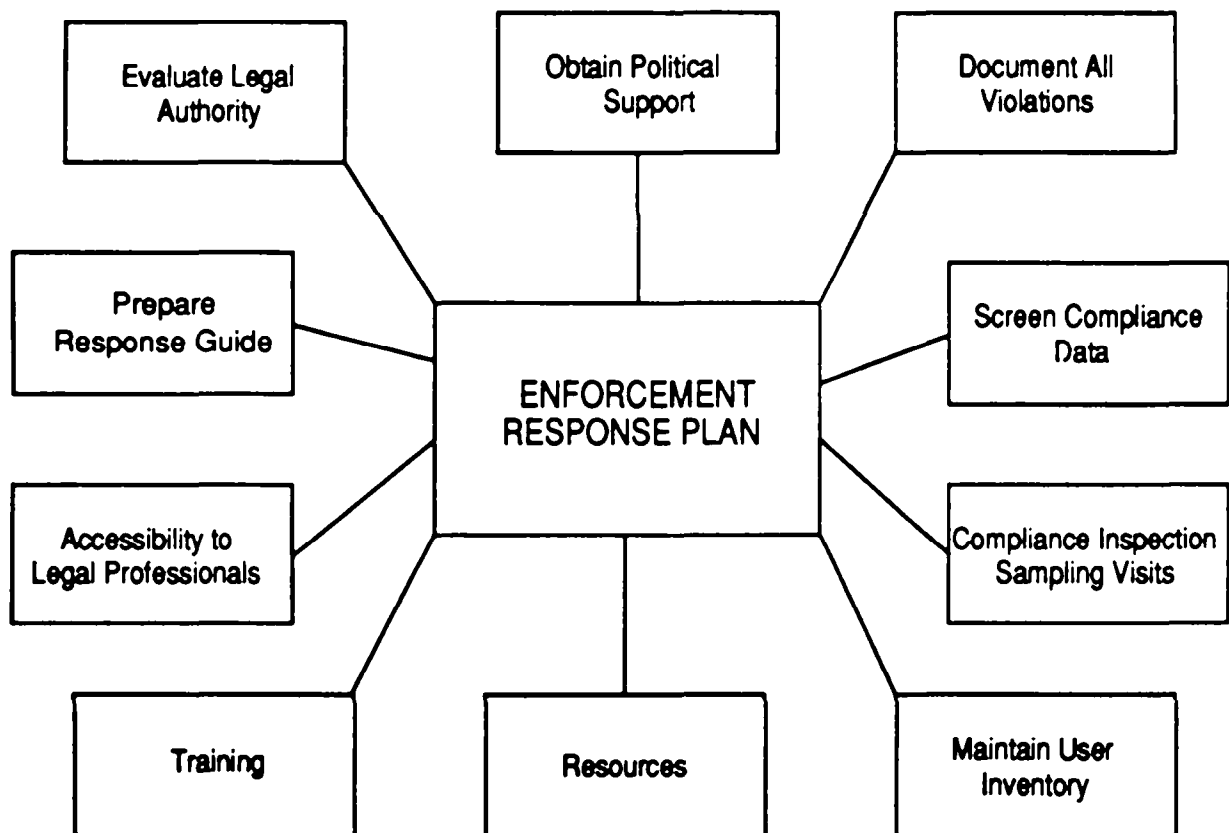 Evaluate Legal
Authority
Obtain Political
Support
Document All
Violations
Prepare
Response Guide
ENFORCEMENT
RESPONSE PLAN
Screen Compliance
Data
Accessibility to
Legal Professionals
Compliance Inspection
Sampling Visits
Training
Resources
Maintain User
Inventory